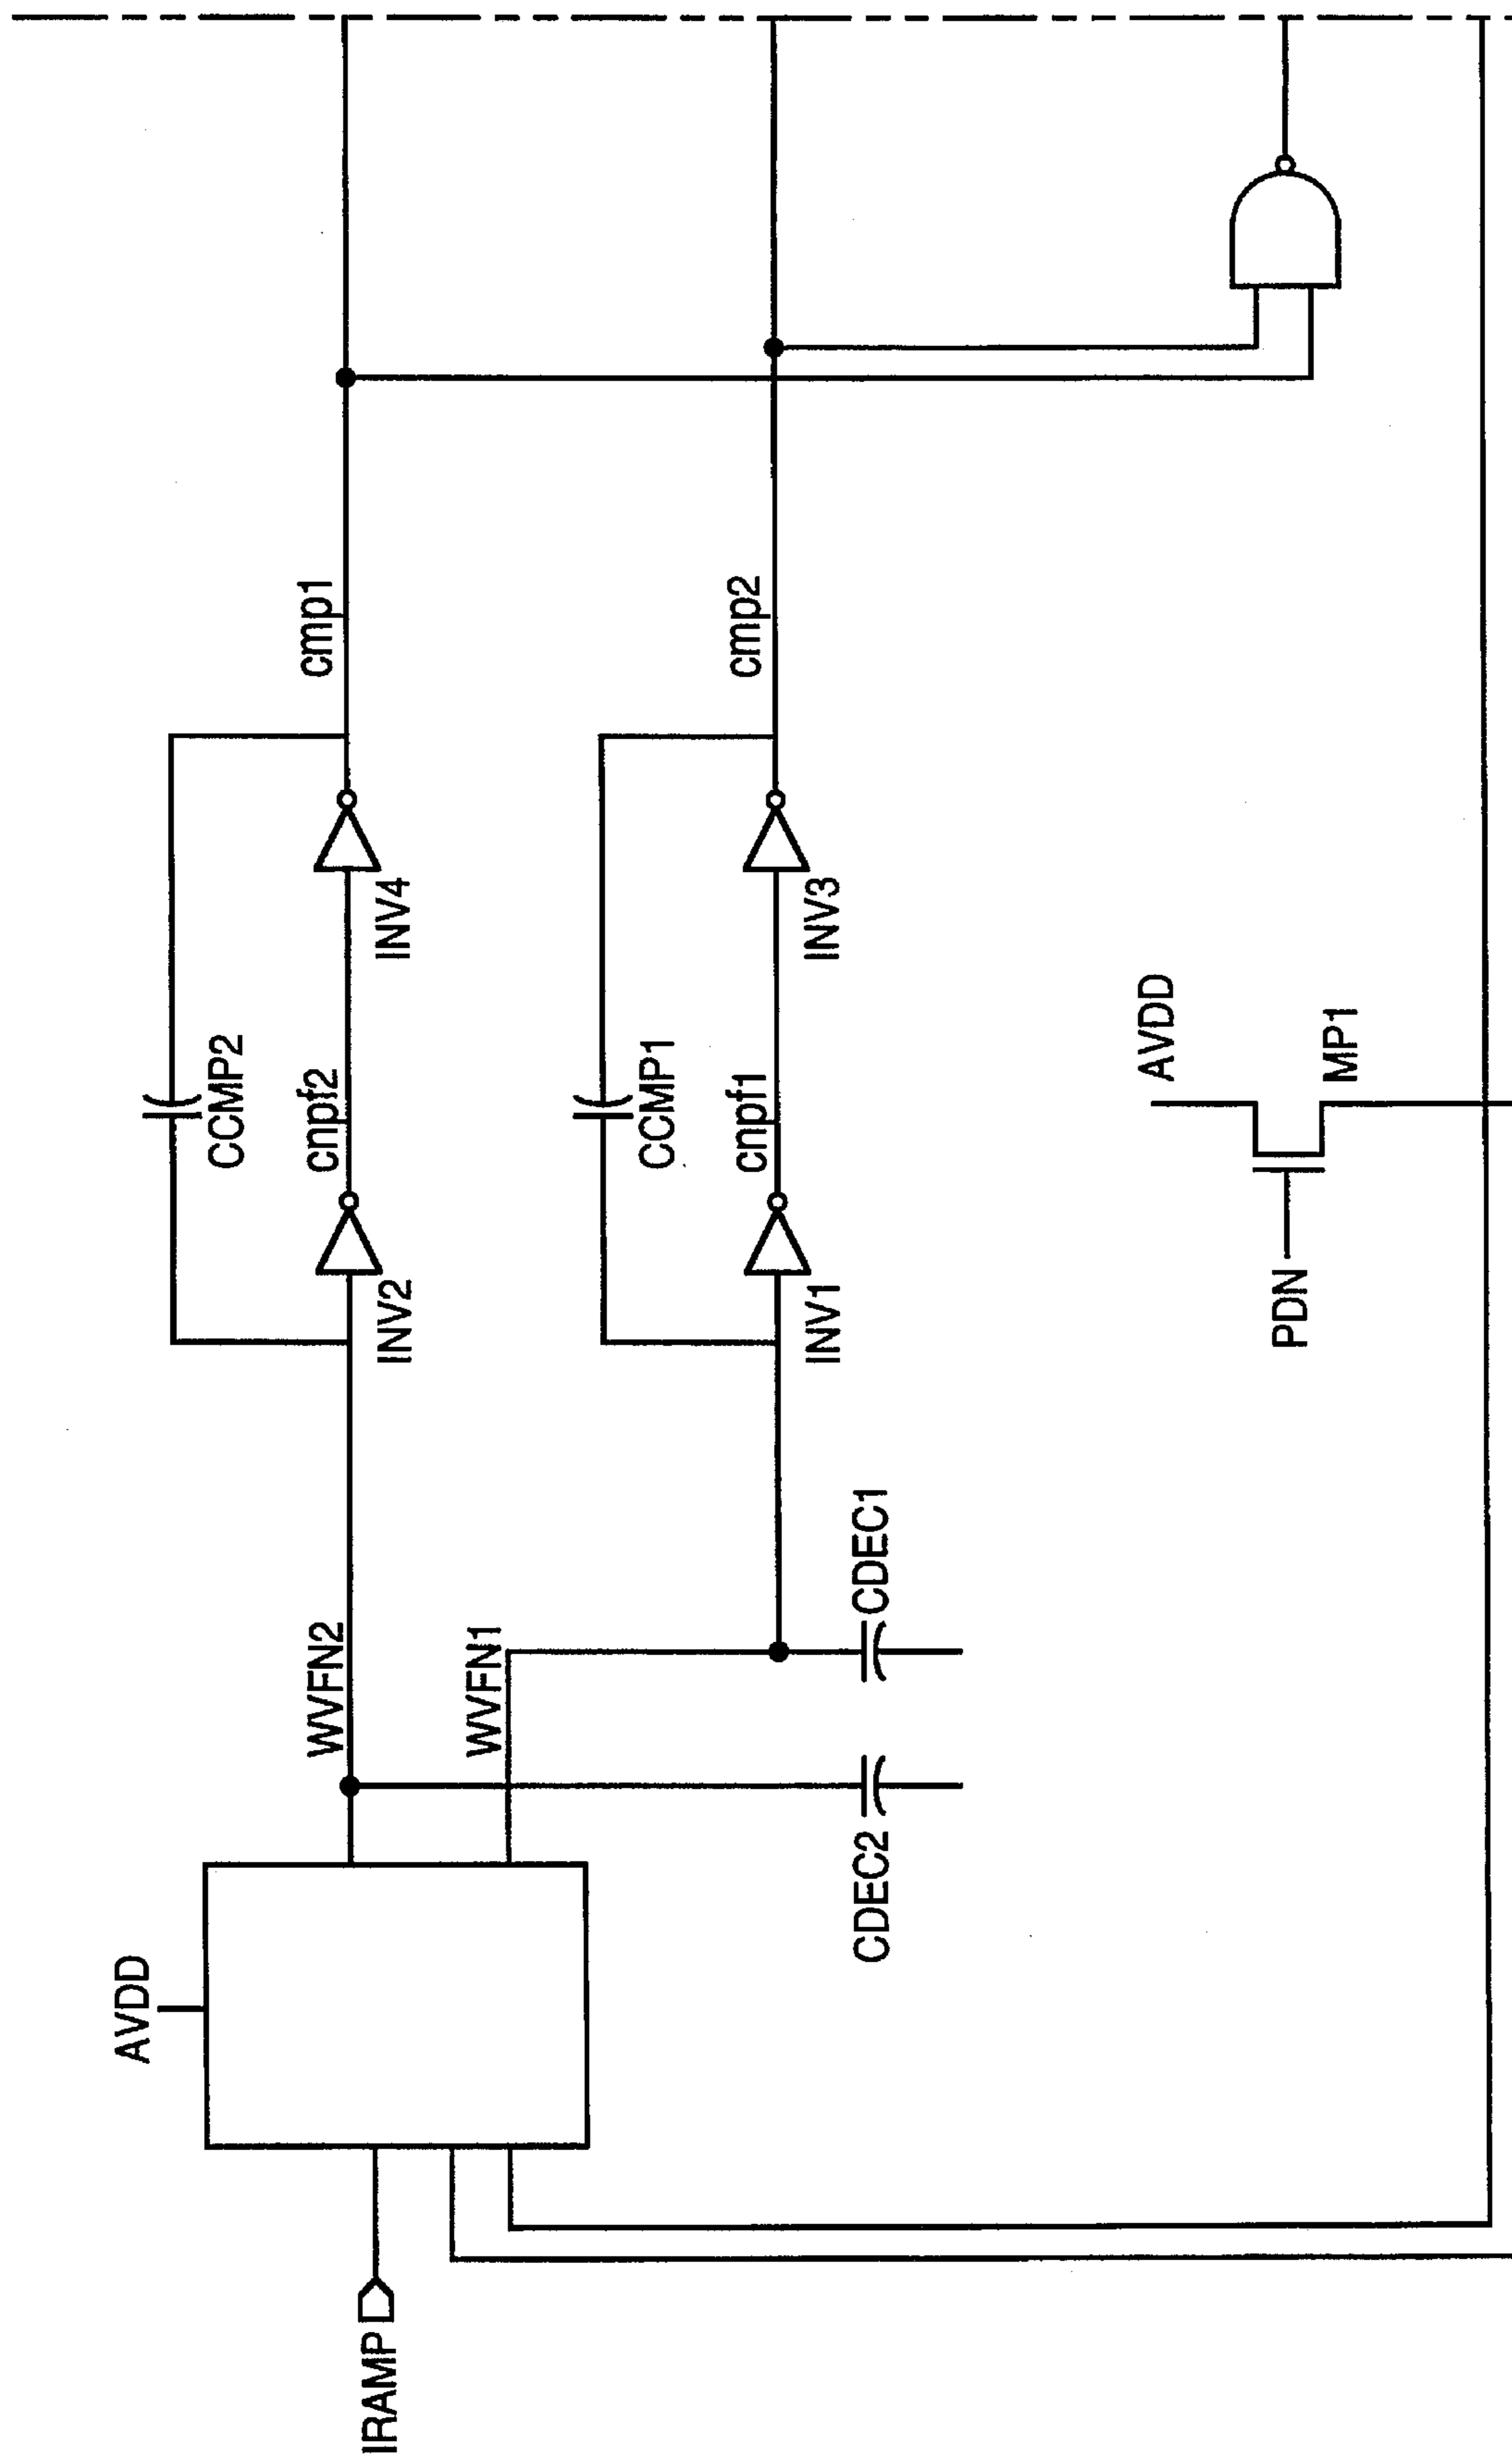 AVDD
IRAMP
WVFN2
WVFN1
CDEC2
CDEC1
CCMP2
INV2
cnpf2
INV4
cmp1
CCMP1
INV1
cnpf1
INV3
cmp2
AVDD
PDN
MP1